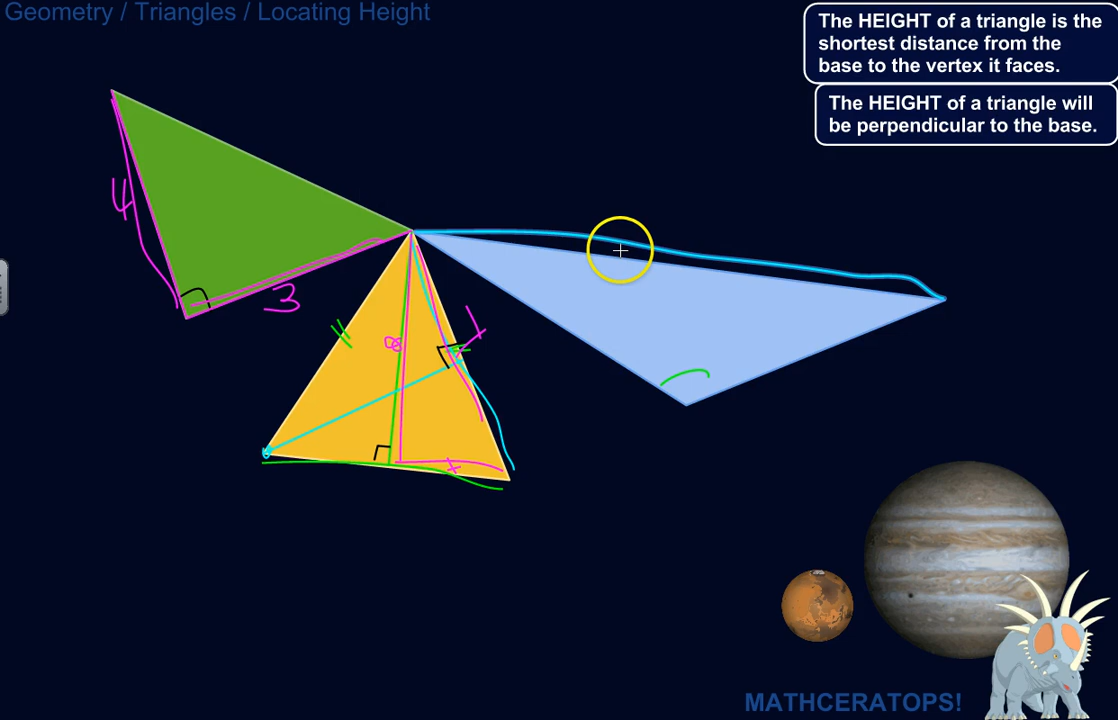 Geometry / Triangles / Locating Height
The HEIGHT of a triangle is the
shortest distance from the
base to the vertex it faces.
The HEIGHT of a triangle will
be perpendicular to the base.
4
3
8
x
MATHCERATOPS!